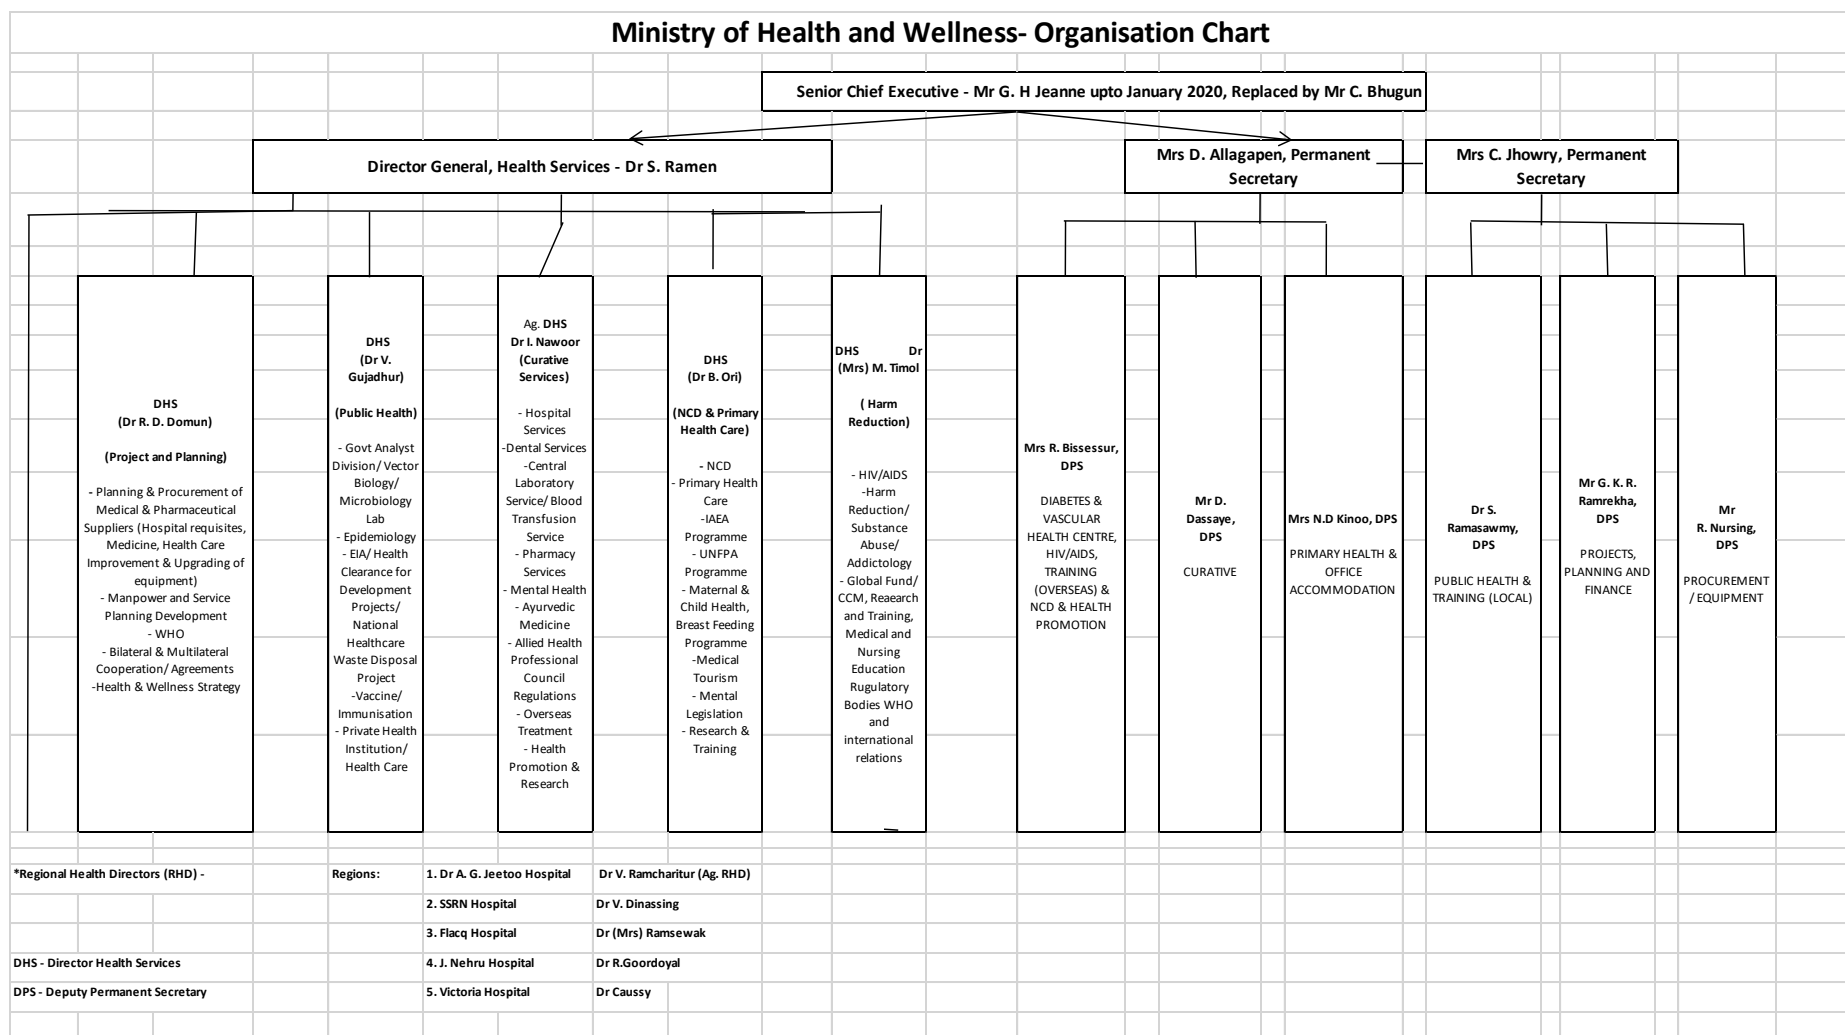 Ministry of Health and Wellness- Organisation Chart
Senior Chief Executive - Mr G. H Jeanne upto January 2020, Replaced by Mr C. Bhugun
Director General, Health Services - Dr S. Ramen
Mrs D. Allagapen, Permanent
Secretary
Mrs C. Jhowry, Permanent
Secretary
DHS
(Dr R. D. Domun)
(Project and Planning)
- Planning & Procurement of
Medical & Pharmaceutical
Suppliers (Hospital requisites,
Medicine, Health Care
Improvement & Upgrading of
equipment)
- Manpower and Service
Planning Development
- WHO
- Bilateral & Multilateral
Cooperation/ Agreements
-Health & Wellness Strategy
DHS
(Dr V.
Gujadhur)
(Public Health)
- Govt Analyst
Division/ Vector
Biology/
Microbiology
Lab
- Epidemiology
- EIA/ Health
Clearance for
Development
Projects/
National
Healthcare
Waste Disposal
Project
-Vaccine/
Immunisation
- Private Health
Institution/
Health Care
Ag. DHS
Dr I. Nawoor
(Curative
Services)
- Hospital
Services
-Dental Services
-Central
Laboratory
Service/ Blood
Transfusion
Service
- Pharmacy
Services
- Mental Health
- Ayurvedic
Medicine
- Allied Health
Professional
Council
Regulations
- Overseas
Treatment
- Health
Promotion &
Research
DHS
(Dr B. Ori)
(NCD & Primary
Health Care)
- NCD
- Primary Health
Care
-IAEA
Programme
- UNFPA
Programme
- Maternal &
Child Health,
Breast Feeding
Programme
-Medical
Tourism
- Mental
Legislation
- Research &
Training
DHS Dr
(Mrs) M. Timol
( Harm
Reduction)
- HIV/AIDS
-Harm
Reduction/
Substance
Abuse/
Addictology
- Global Fund/
CCM, Reaearch
and Training,
Medical and
Nursing
Education
Rugulatory
Bodies WHO
and
international
relations
Mrs R. Bissessur,
DPS
DIABETES &
VASCULAR
HEALTH CENTRE,
HIV/AIDS,
TRAINING
(OVERSEAS) &
NCD & HEALTH
PROMOTION
Mr D.
Dassaye,
DPS
CURATIVE
Mrs N.D Kinoo, DPS
PRIMARY HEALTH &
OFFICE
ACCOMMODATION
Dr S.
Ramasawmy,
DPS
PUBLIC HEALTH &
TRAINING (LOCAL)
Mr G. K. R.
Ramrekha,
DPS
PROJECTS,
PLANNING AND
FINANCE
Mr
R. Nursing,
DPS
PROCUREMENT
/ EQUIPMENT
*Regional Health Directors (RHD) - Regions: 1. Dr A. G. Jeetoo Hospital Dr V. Ramcharitur (Ag. RHD)
2. SSRN Hospital Dr V. Dinassing
3. Flacq Hospital Dr (Mrs) Ramsewak
DHS - Director Health Services 4. J. Nehru Hospital Dr R.Goordoyal
DPS - Deputy Permanent Secretary 5. Victoria Hospital Dr Caussy